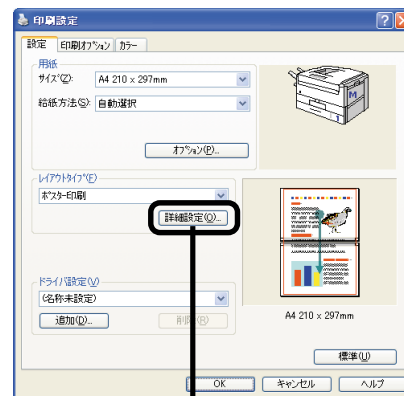 印刷設定
設定 印刷ｵﾌﾟｼｮﾝ ｶﾗｰ
用紙
ｻｲｽﾞ(Z): A4 210 x 297mm
給紙方法(S): 自動選択
ｵﾌﾟｼｮﾝ(P)...
ﾚｲｱｳﾄﾀｲﾌﾟ(E)
ﾎﾟｽﾀｰ印刷
詳細設定(O)...
ﾄﾞﾗｲﾊﾞ設定(V)
(名称未設定)
追加(D)... 削除(R)
M
A4 210 x 297mm
標準(U)
OK ｷｬﾝｾﾙ ﾍﾙﾌﾟ